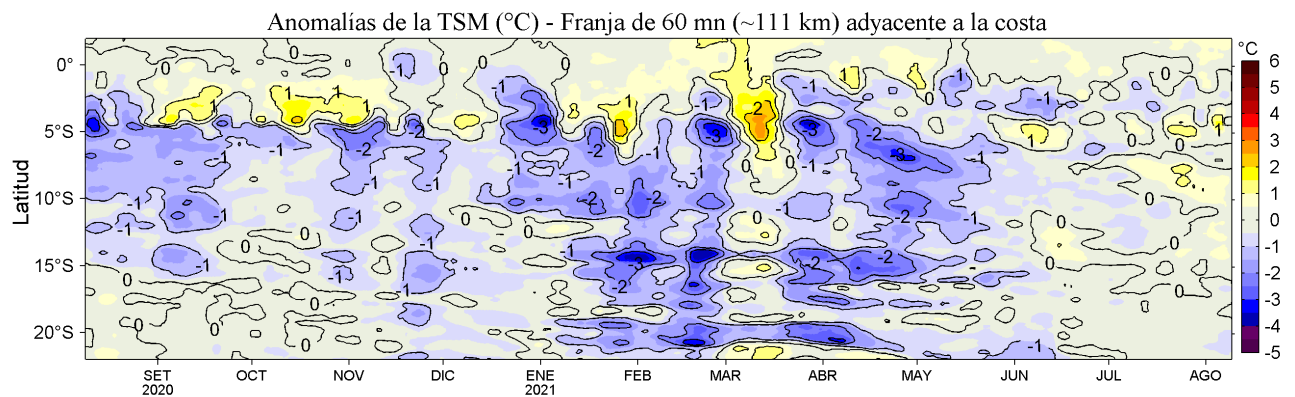 Anomalías de la TSM (°C) - Franja de 60 mn (~111 km) adyacente a la costa
Latitud
0°
5°S
10°S
15°S
20°S
SET
2020
OCT
NOV
DIC
ENE
2021
FEB
MAR
ABR
MAY
JUN
JUL
AGO
°C
6
5
4
3
2
1
0
-1
-2
-3
-4
-5